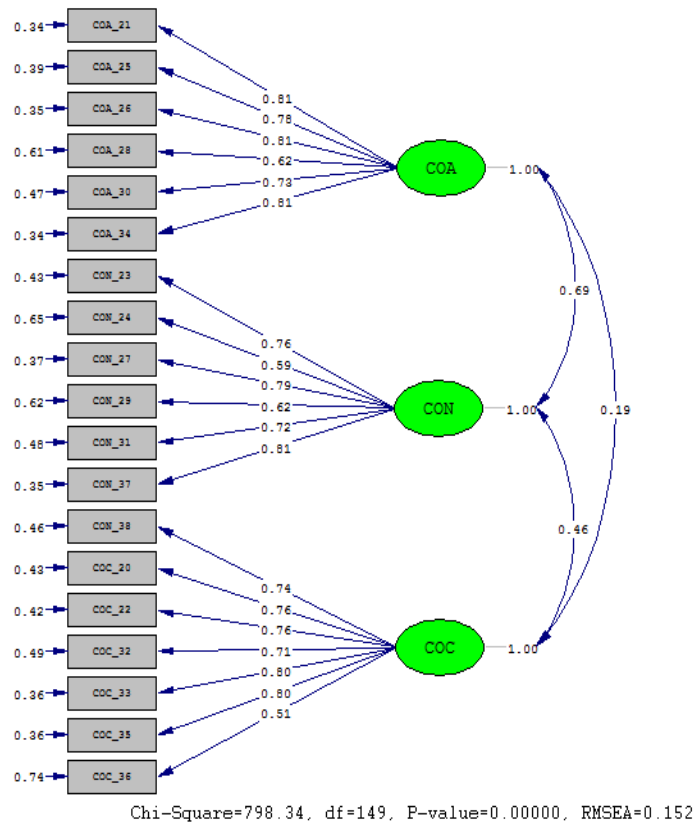 0.34 COA_21
0.39 COA_25
0.35 COA_26
0.61 COA_28
0.47 COA_30
0.34 COA_34
0.43 CON_23
0.65 CON_24
0.37 CON_27
0.62 CON_29
0.48 CON_31
0.35 CON_37
0.46 CON_38
0.43 COC_20
0.42 COC_22
0.49 COC_32
0.36 COC_33
0.36 COC_35
0.74 COC_36
0.81
0.78
0.81
0.62
0.73
0.81
0.76
0.59
0.79
0.62
0.72
0.81
0.74
0.76
0.76
0.71
0.80
0.80
0.51
COA 1.00
CON 1.00
COC 1.00
0.69
0.19
0.46
Chi-Square=798.34, df=149, P-value=0.00000, RMSEA=0.152